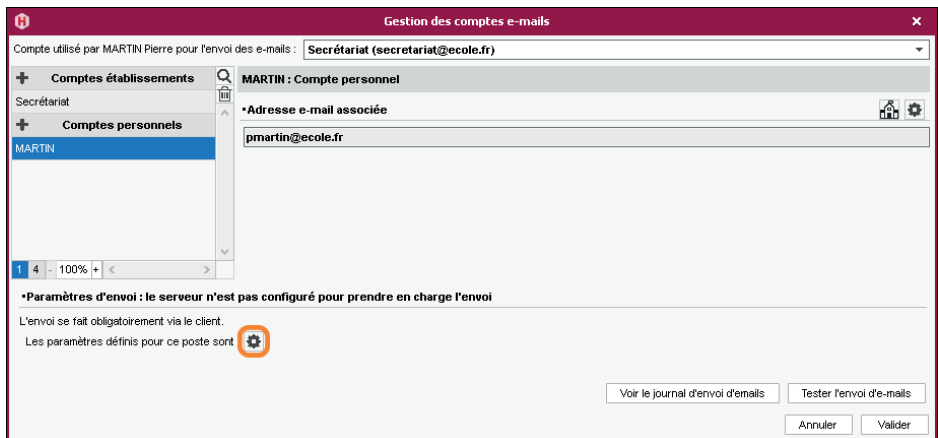 Gestion des comptes e-mails
Compte utilisé par MARTIN Pierre pour l'envoi des e-mails : Secrétariat (secretariat@ecole.fr)
Comptes établissements
Secrétariat
Comptes personnels
MARTIN
1 4 - 100% + < >
MARTIN : Compte personnel
•Adresse e-mail associée
pmartin@ecole.fr
•Paramètres d'envoi : le serveur n'est pas configuré pour prendre en charge l'envoi
L'envoi se fait obligatoirement via le client.
Les paramètres définis pour ce poste sont
Voir le journal d'envoi d'emails Tester l'envoi d'e-mails
Annuler Valider